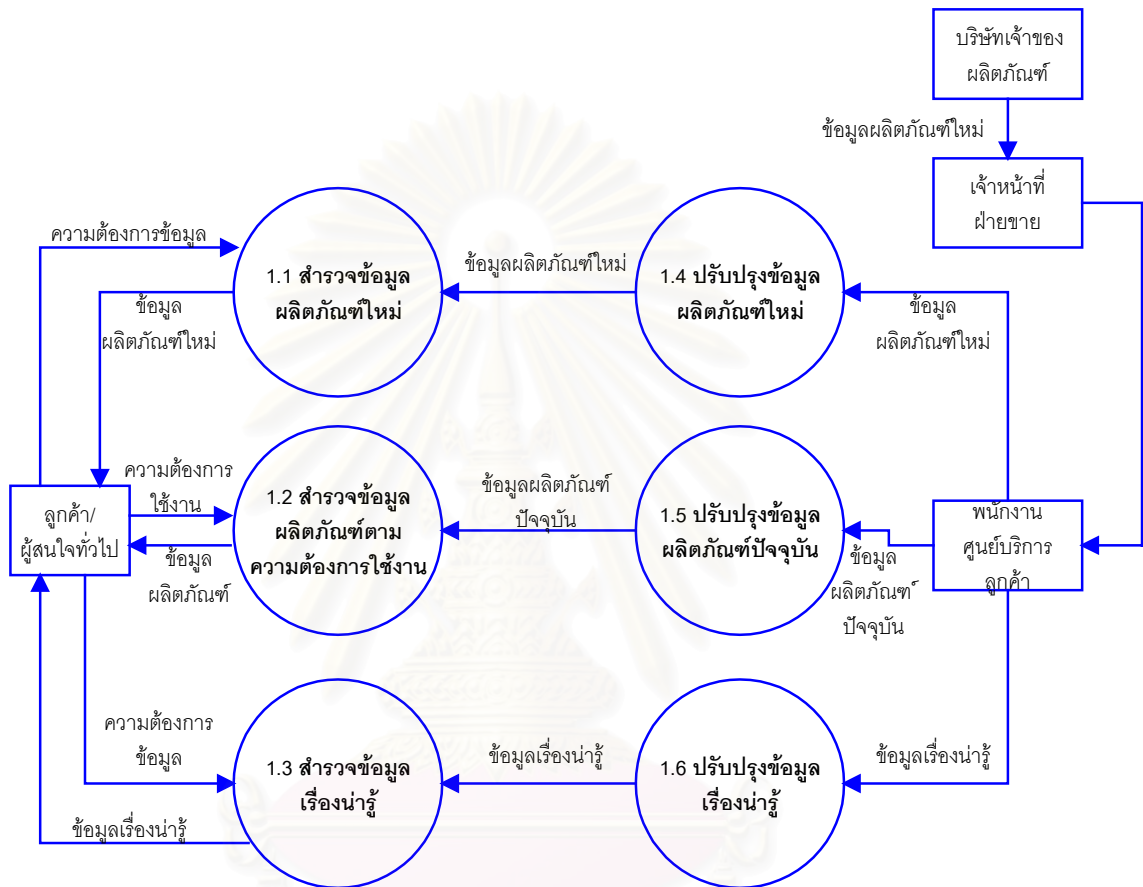 บริษัทเจ้าของ
ผลิตภัณฑ์
ข้อมูลผลิตภัณฑ์ใหม่
เจ้าหน้าที่
ฝ่ายขาย
ความต้องการข้อมูล
1.1 สำรวจข้อมูล
ผลิตภัณฑ์ใหม่
ข้อมูลผลิตภัณฑ์ใหม่
1.4 ปรับปรุงข้อมูล
ผลิตภัณฑ์ใหม่
ข้อมูล
ผลิตภัณฑ์ใหม่
ข้อมูล
ผลิตภัณฑ์ใหม่
ความต้องการ
ใช้งาน
ลูกค้า/
ผู้สนใจทั่วไป
ข้อมูล
ผลิตภัณฑ์
1.2 สำรวจข้อมูล
ผลิตภัณฑ์ตาม
ความต้องการใช้งาน
ข้อมูลผลิตภัณฑ์
ปัจจุบัน
1.5 ปรับปรุงข้อมูล
ผลิตภัณฑ์ปัจจุบัน
ข้อมูล
ผลิตภัณฑ์
ปัจจุบัน
พนักงาน
ศูนย์บริการ
ลูกค้า
ความต้องการ
ข้อมูล
1.3 สำรวจข้อมูล
เรื่องน่ารู้
ข้อมูลเรื่องน่ารู้
1.6 ปรับปรุงข้อมูล
เรื่องน่ารู้
ข้อมูลเรื่องน่ารู้
ข้อมูลเรื่องน่ารู้